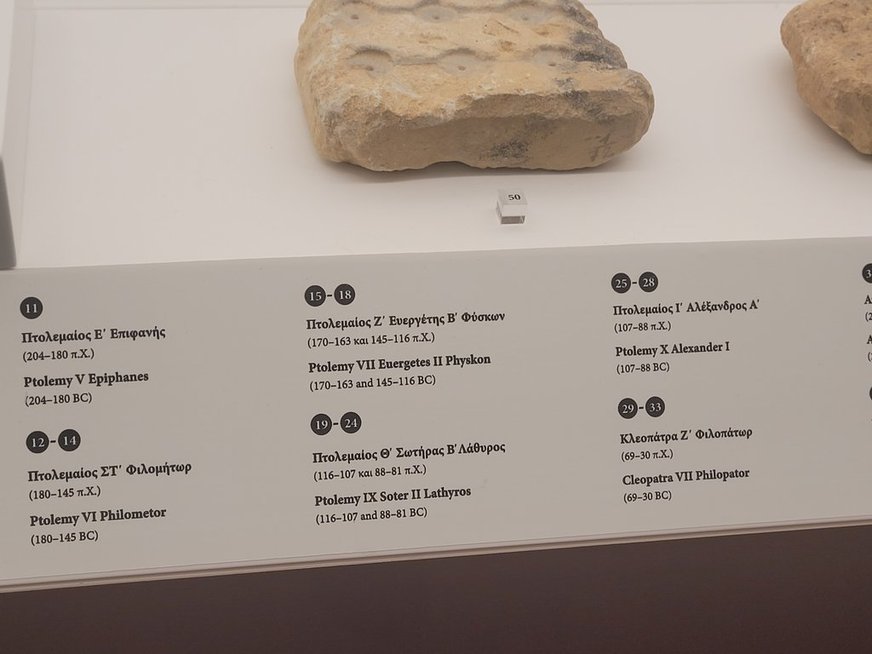 50
11
Πτολεμαίος Ε΄ Επιφανής
(204–180 π.Χ.)
Ptolemy V Epiphanes
(204–180 BC)
12 - 14
Πτολεμαίος ΣΤ΄ Φιλομήτωρ
(180–145 π.Χ.)
Ptolemy VI Philometor
(180–145 BC)
15 - 18
Πτολεμαίος Ζ΄ Ευεργέτης Β΄ Φύσκων
(170–163 και 145–116 π.Χ.)
Ptolemy VII Euergetes II Physkon
(170–163 and 145–116 BC)
19 - 24
Πτολεμαίος Θ΄ Σωτήρας Β΄ Λάθυρος
(116–107 και 88–81 π.Χ.)
Ptolemy IX Soter II Lathyros
(116–107 and 88–81 BC)
25 - 28
Πτολεμαίος Ι΄ Αλέξανδρος Α΄
(107–88 π.Χ.)
Ptolemy X Alexander I
(107–88 BC)
29 - 33
Κλεοπάτρα Ζ΄ Φιλοπάτωρ
(69–30 π.Χ.)
Cleopatra VII Philopator
(69–30 BC)